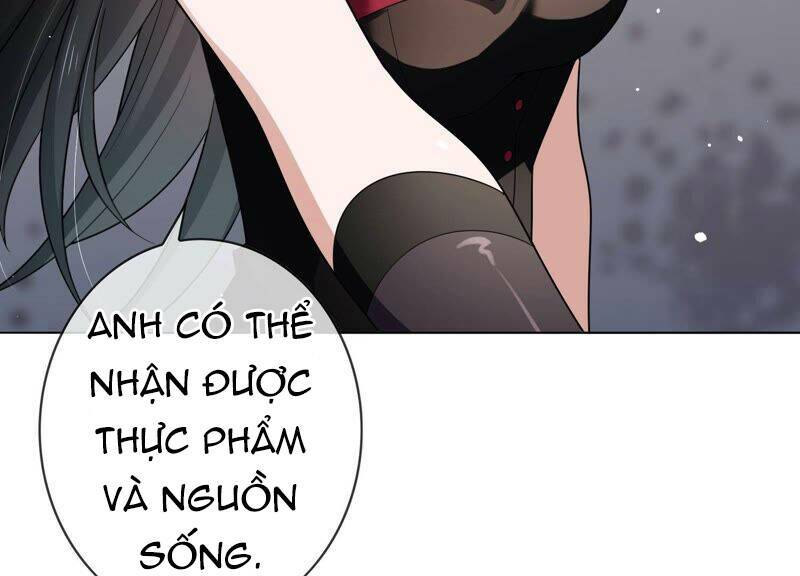 ANH CÓ THỂ
NHẬN ĐƯỢC
THỰC PHẨM
VÀ NGUỒN
SỐNG.